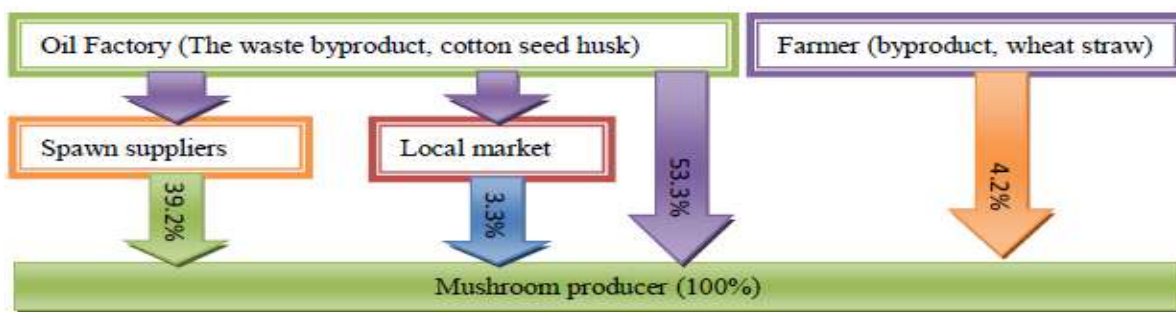 Oil Factory (The waste byproduct, cotton seed husk)
Farmer (byproduct, wheat straw)
Spawn suppliers
Local market
39.2%
3.3%
53.3%
4.2%
Mushroom producer (100%)